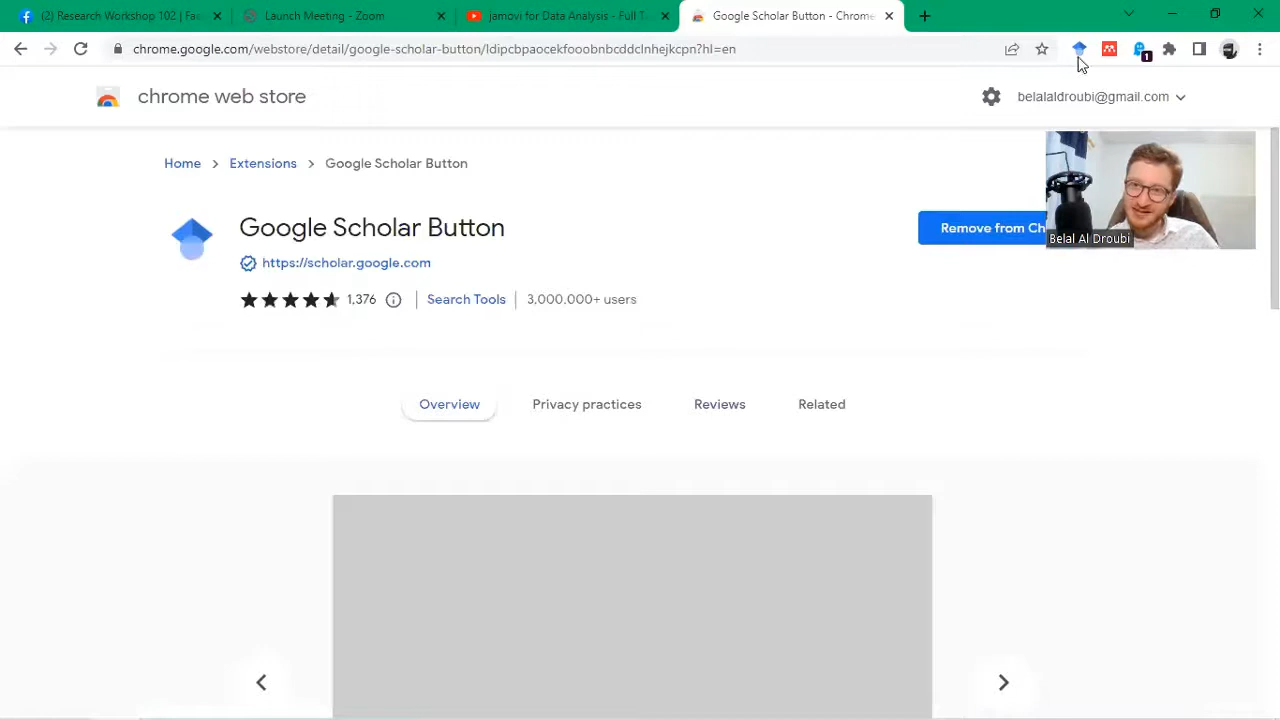 (2) Research Workshop 102 | Fa
Launch Meeting - Zoom
jamovi for Data Analysis - Full T
Google Scholar Button - Chrome
chrome.google.com/webstore/detail/google-scholar-button/ldipcbpaocekfooobnbcddclnhejkcpn?hl=en
1
chrome web store
belalaldroubi@gmail.com
Home
Extensions
Google Scholar Button
Google Scholar Button
Remove from Ch
Belal Al Droubi
https://scholar.google.com
1,376
Search Tools
3,000,000+ users
Overview
Privacy practices
Reviews
Related